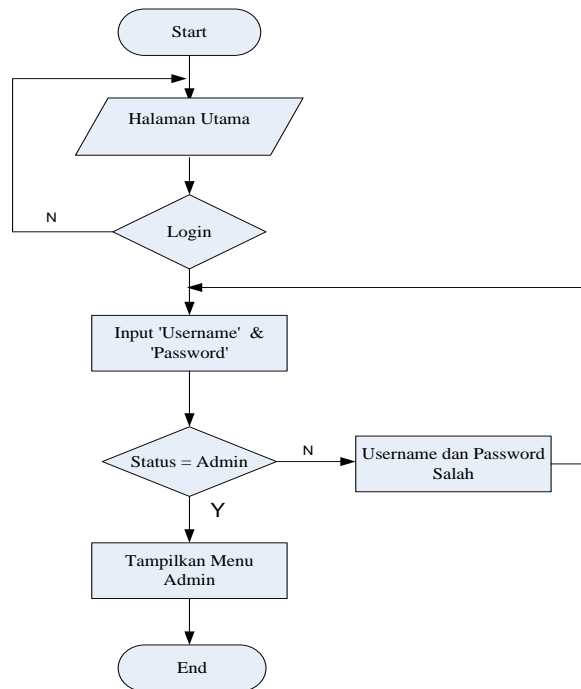 Start
Halaman Utama
N
Login
Input 'Username' &
'Password'
Status = Admin
N
Username dan Password
Salah
Y
Tampilkan Menu
Admin
End